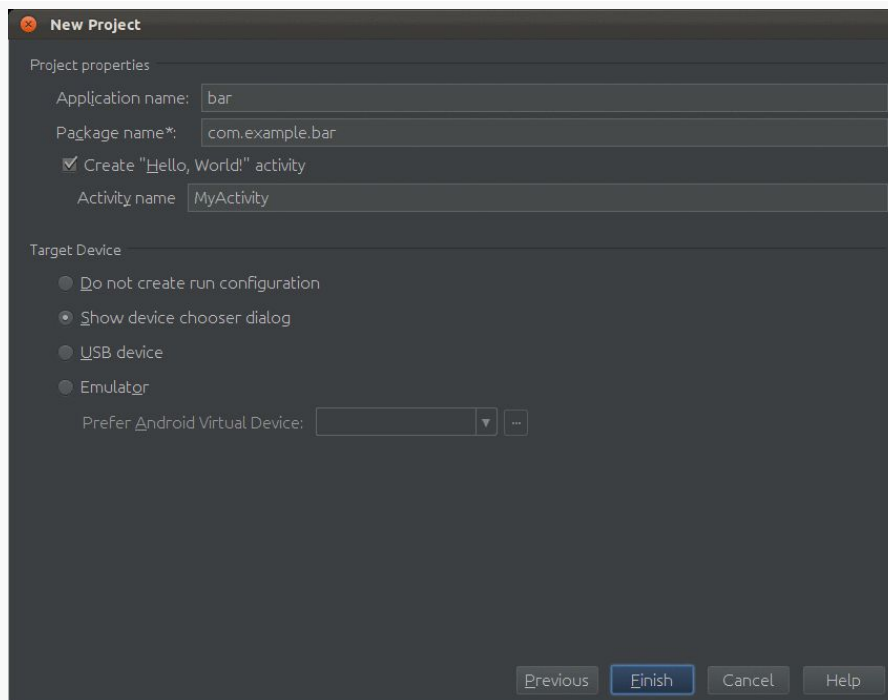 New Project
Project properties
Application name: bar
Package name*: com.example.bar
Create "Hello, World!" activity
Activity name MyActivity
Target Device
Do not create run configuration
Show device chooser dialog
USB device
Emulator
Prefer Android Virtual Device: ...
Previous Finish Cancel Help